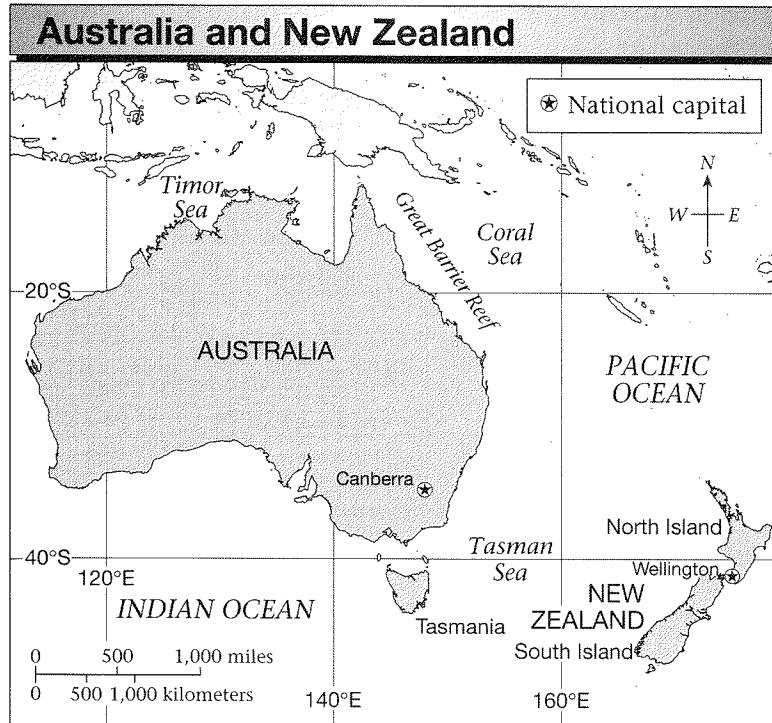 Australia and New Zealand
National capital
N
W E
S
Timor
Sea
Great Barrier Reef
Coral
Sea
20°S
AUSTRALIA
PACIFIC
OCEAN
Canberra
North Island
Tasman
Sea
40°S
120°E
Wellington
INDIAN OCEAN
NEW
ZEALAND
Tasmania
South Island
0 500 1,000 miles
0 500 1,000 kilometers
140°E
160°E